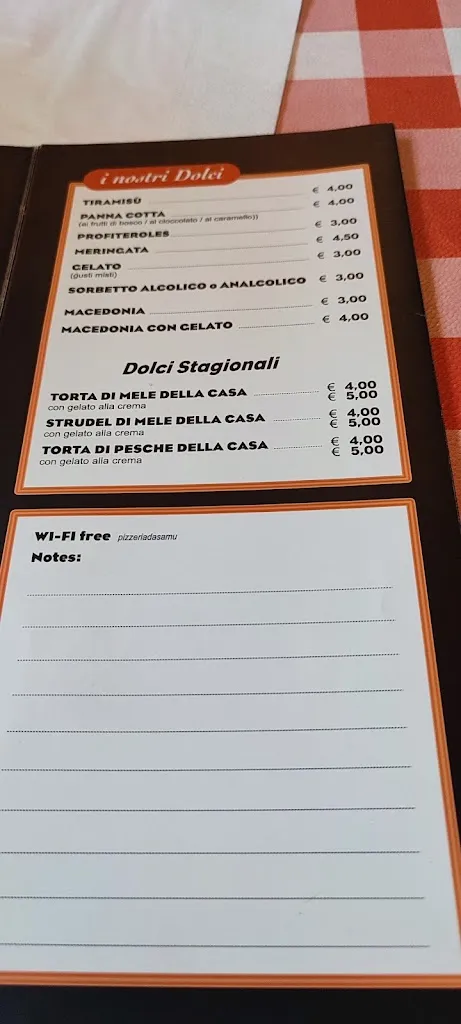 i nostri Dolci
TIRAMISÙ € 4,00
PANNA COTTA € 4,00
(ai frutti di bosco / al cioccolato / al caramello))
PROFITEROLES € 3,00
MERINGATA € 4,50
GELATO € 3,00
(gusti misti)
SORBETTO ALCOLICO o ANALCOLICO € 3,00
MACEDONIA € 3,00
MACEDONIA CON GELATO € 4,00
Dolci Stagionali
TORTA DI MELE DELLA CASA € 4,00
con gelato alla crema € 5,00
STRUDEL DI MELE DELLA CASA € 4,00
con gelato alla crema € 5,00
TORTA DI PESCHE DELLA CASA € 4,00
con gelato alla crema € 5,00
WI-FI free pizzeriadasamu
Notes: